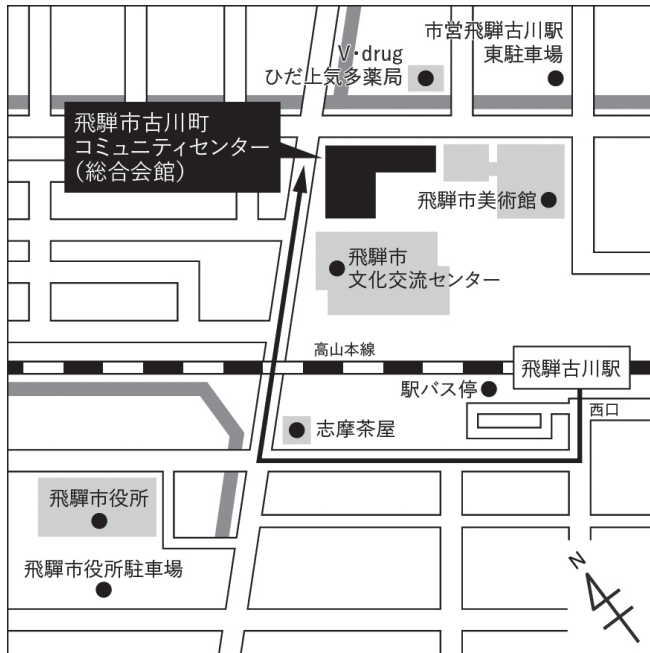 市営飛騨古川駅
東駐車場
V・drug
ひだ上気多薬局
飛騨市古川町
コミュニティセンター
(総合会館)
飛騨市美術館
飛騨市
文化交流センター
高山本線
飛騨古川駅
駅バス停
西口
志摩茶屋
飛驒市役所
飛驒市役所駐車場
N